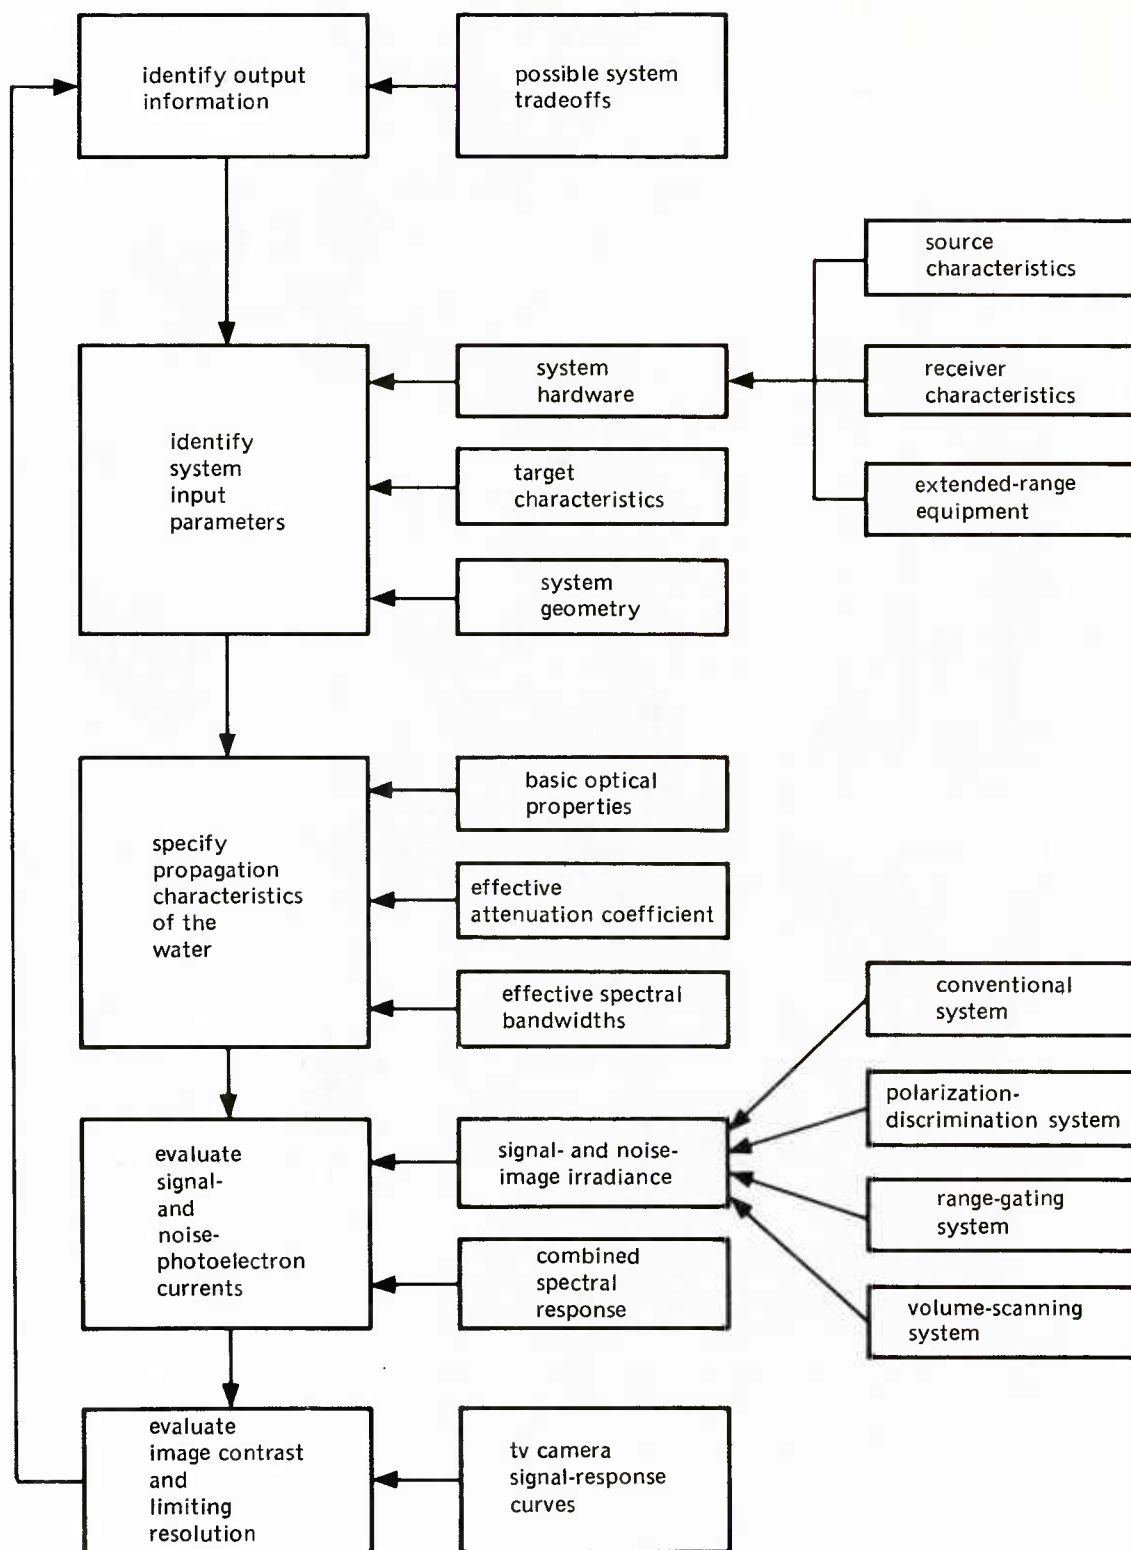 identify output
information
possible system
tradeoffs
source
characteristics
system
hardware
receiver
characteristics
identify
system
input
parameters
target
characteristics
extended-range
equipment
system
geometry
basic optical
properties
specify
propagation
characteristics
of the
water
effective
attenuation coefficient
effective spectral
bandwidths
conventional
system
polarization-
discrimination system
evaluate
signal-
and
noise-
photoelectron
currents
signal- and noise-
image irradiance
range-gating
system
combined
spectral
response
volume-scanning
system
evaluate
image contrast
and
limiting
resolution
tv camera
signal-response
curves